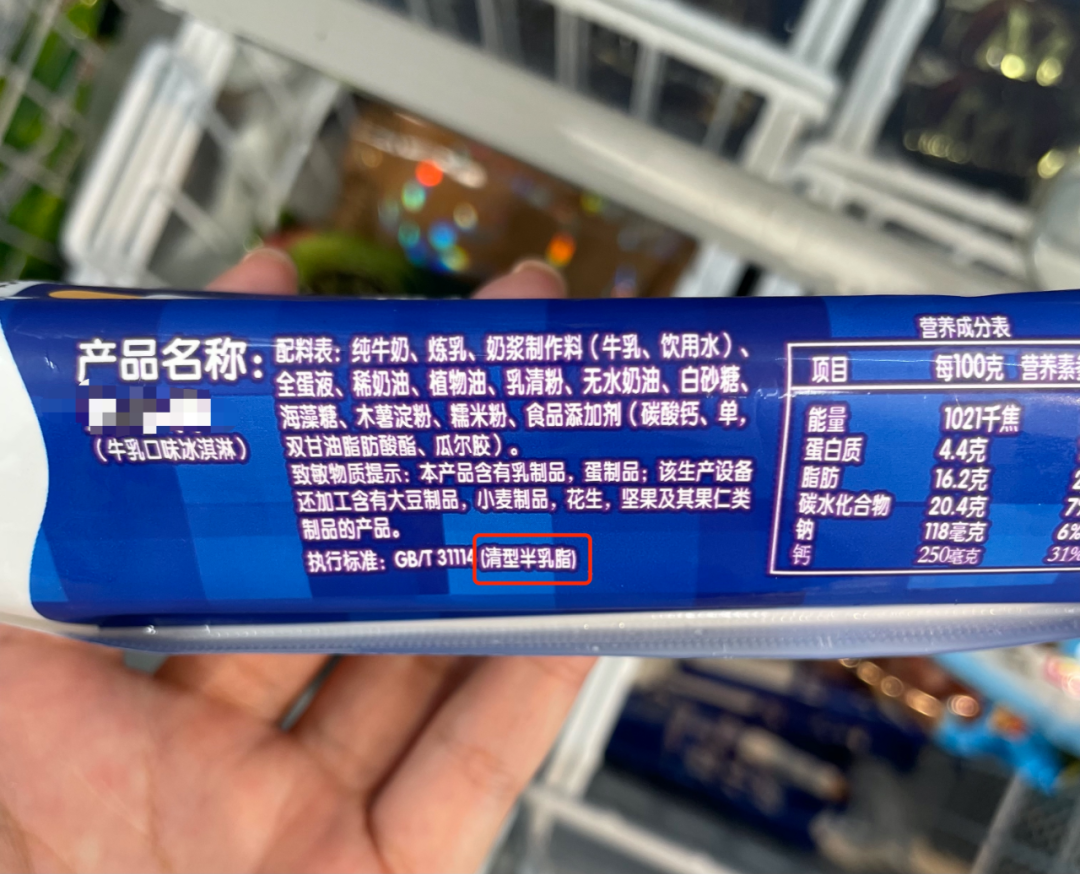 产品名称：
（牛乳口味冰淇淋）
配料表：纯牛奶、炼乳、奶浆制作料（牛乳、饮用水）、
全蛋液、稀奶油、植物油、乳清粉、无水奶油、白砂糖、
海藻糖、木薯淀粉、糯米粉、食品添加剂（碳酸钙、单，
双甘油脂肪酸酯、瓜尔胶）。
致敏物质提示：本产品含有乳制品，蛋制品；该生产设备
还加工含有大豆制品，小麦制品，花生，坚果及其果仁类
制品的产品。
执行标准：GB/T 31114 (清型半乳脂)
营养成分表
项目 每100克 营养素
能量 1021千焦
蛋白质 4.4克
脂肪 16.2克
碳水化合物 20.4克
钠 118毫克 6%
钙 250毫克 31%